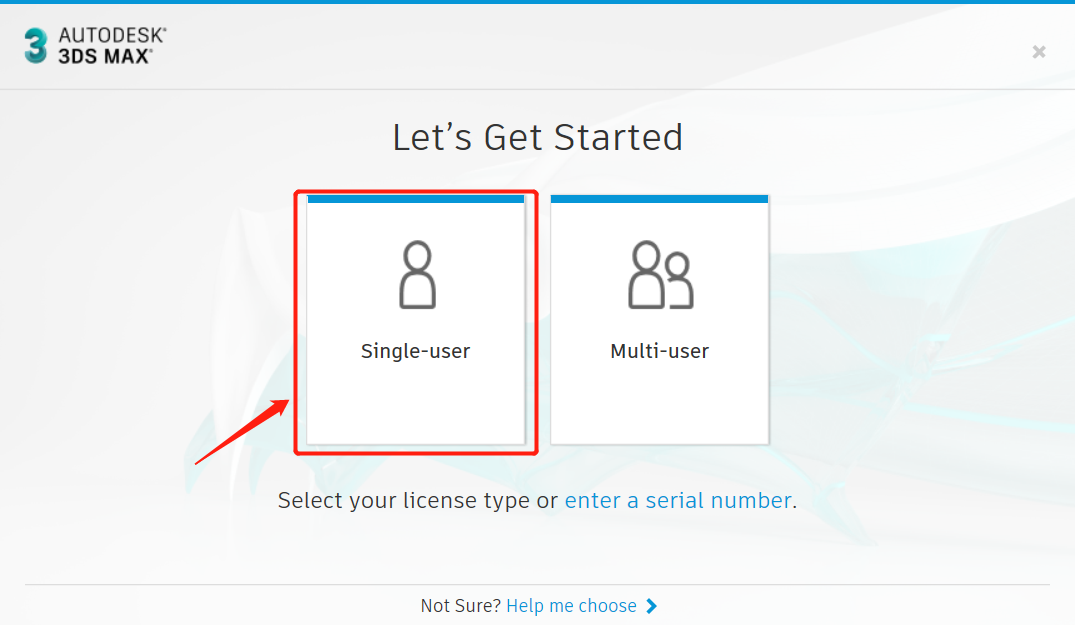 AUTODESK®
3DS MAX®
Let’s Get Started
Single-user
Multi-user
Select your license type or enter a serial number.
Not Sure? Help me choose